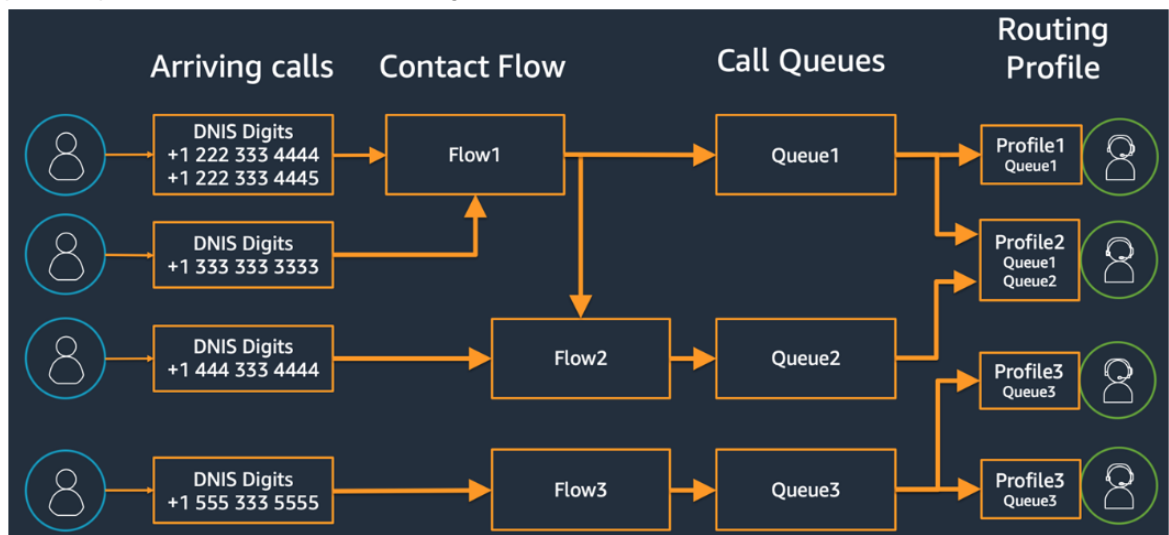 Arriving calls
Contact Flow
Call Queues
Routing
Profile
DNIS Digits
+1 222 333 4444
+1 222 333 4445
Flow1
Queue1
Profile1
Queue1
DNIS Digits
+1 333 333 3333
Profile2
Queue1
Queue2
DNIS Digits
+1 444 333 4444
Flow2
Queue2
Profile3
Queue3
DNIS Digits
+1 555 333 5555
Flow3
Queue3
Profile3
Queue3